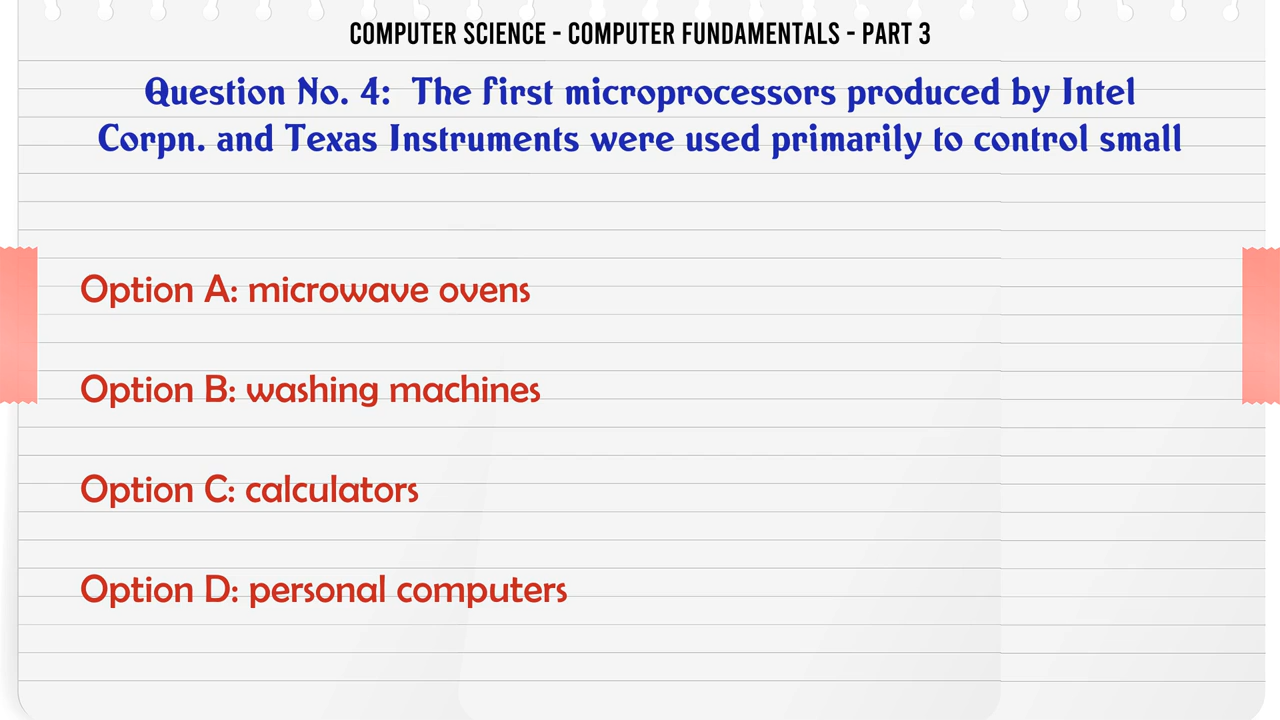 COMPUTER SCIENCE - COMPUTER FUNDAMENTALS - PART 3
Question No. 4: The first microprocessors produced by Intel
Corpn. and Texas Instruments were used primarily to control small
Option A: microwave ovens
Option B: washing machines
Option C: calculators
Option D: personal computers